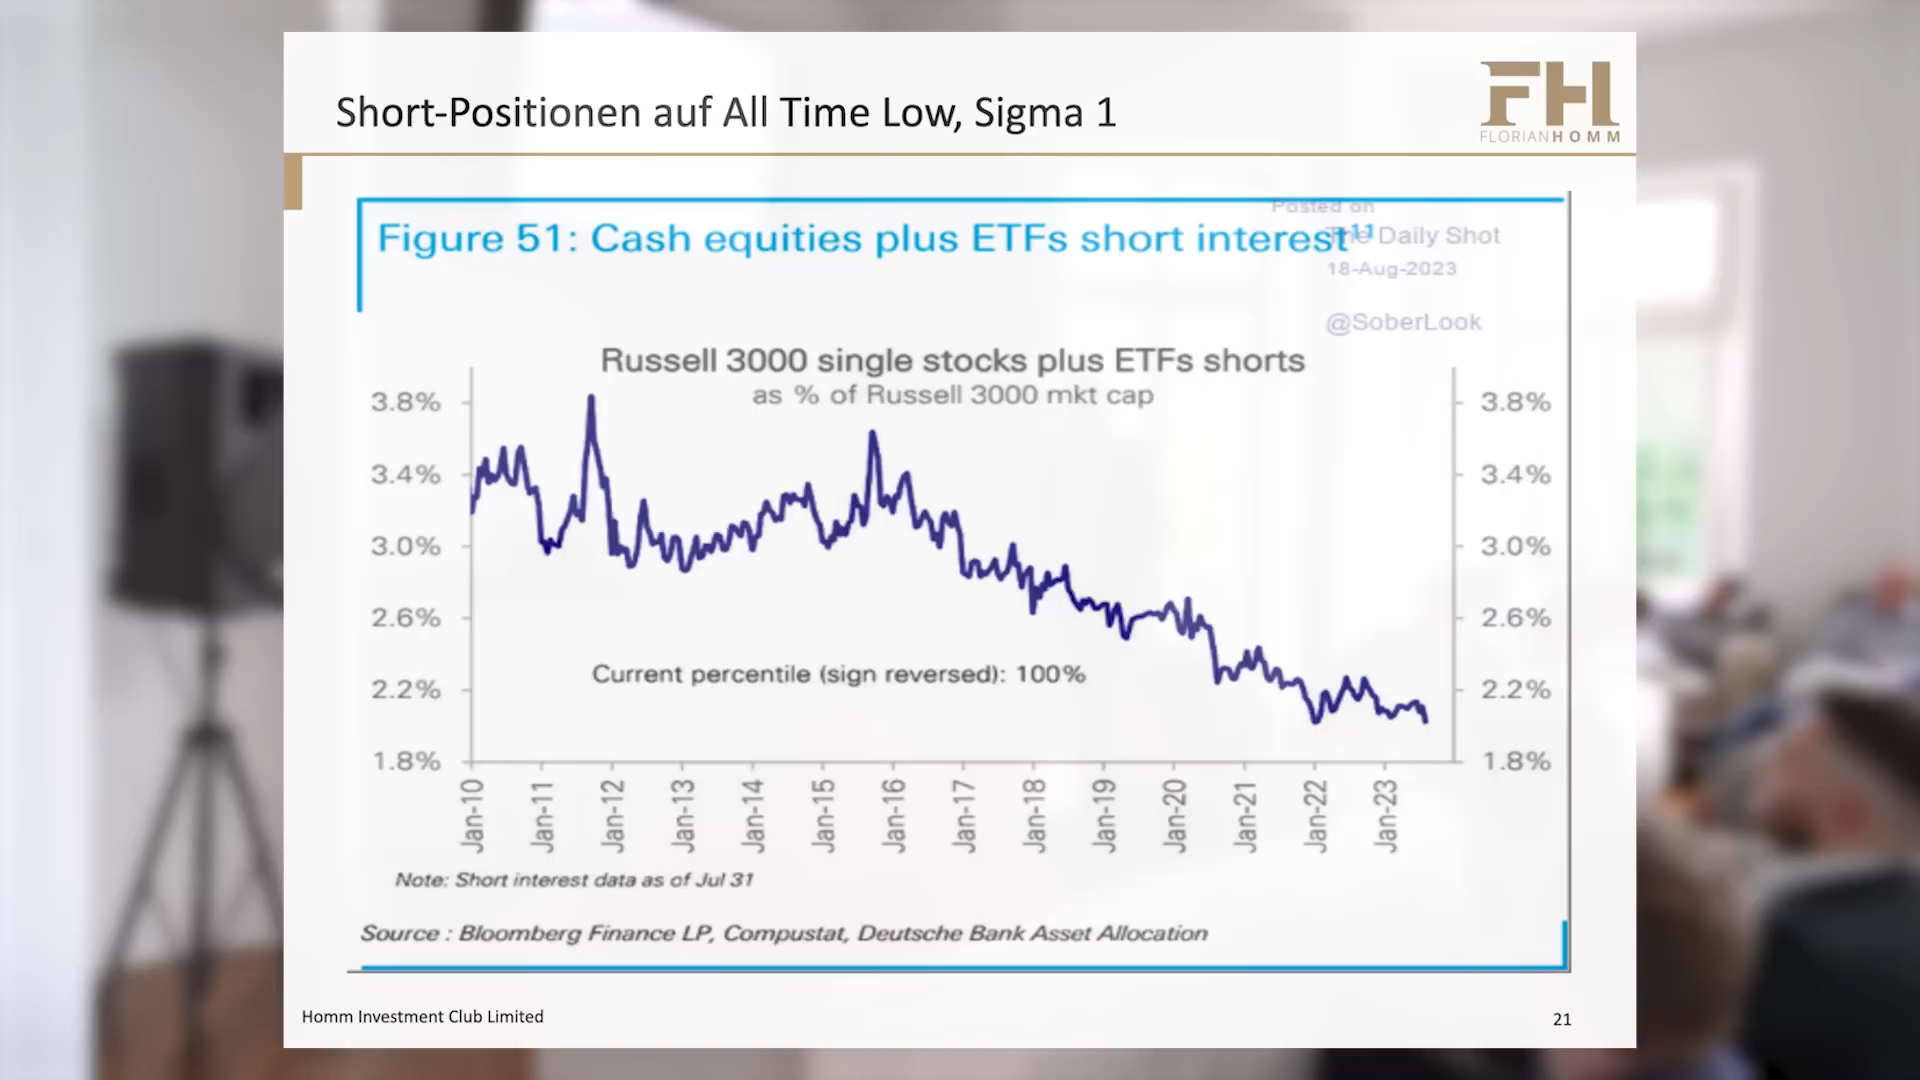 Short-Positionen auf All Time Low, Sigma 1
FH
FLORIANHOMM
Posted on
Figure 51: Cash equities plus ETFs short interest¹¹
The Daily Shot
18-Aug-2023
@SoberLook
Russell 3000 single stocks plus ETFs shorts
as % of Russell 3000 mkt cap
3.8%
3.4%
3.0%
2.6%
2.2%
1.8%
3.8%
3.4%
3.0%
2.6%
2.2%
1.8%
Current percentile (sign reversed): 100%
Jan-10
Jan-11
Jan-12
Jan-13
Jan-14
Jan-15
Jan-16
Jan-17
Jan-18
Jan-19
Jan-20
Jan-21
Jan-22
Jan-23
Note: Short interest data as of Jul 31
Source : Bloomberg Finance LP, Compustat, Deutsche Bank Asset Allocation
Homm Investment Club Limited
21